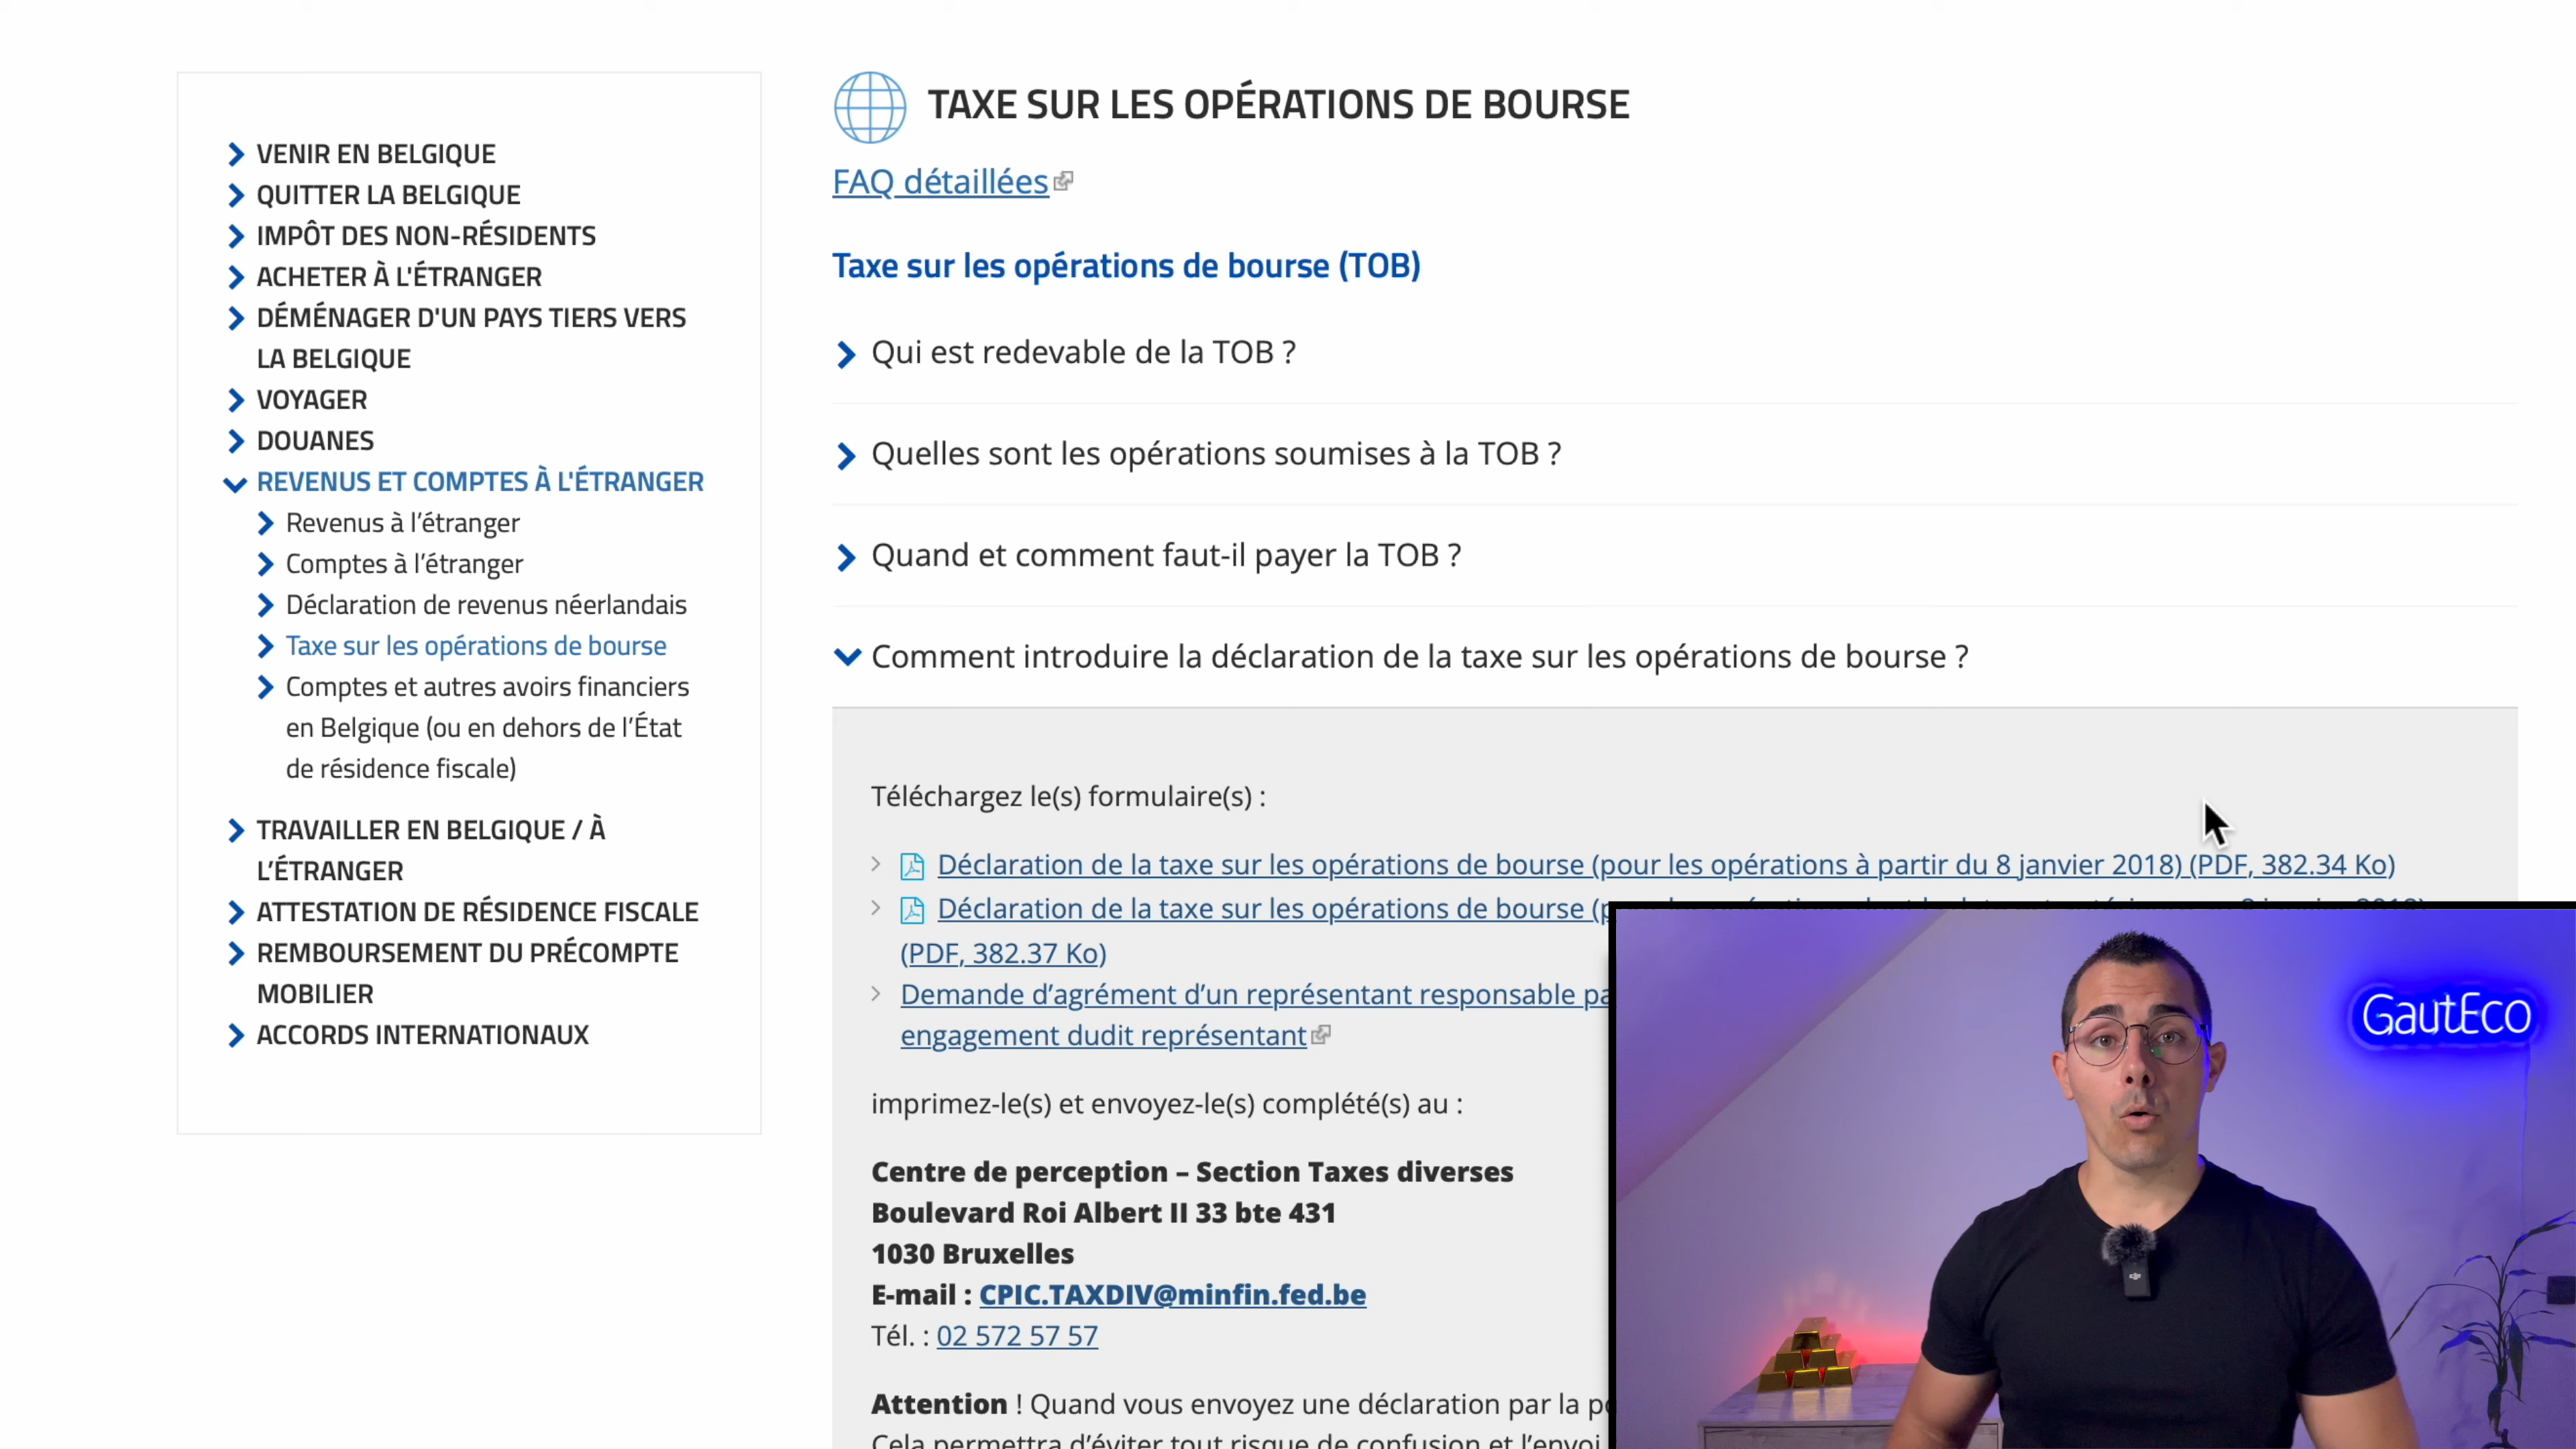 VENIR EN BELGIQUE
QUITTER LA BELGIQUE
IMPÔT DES NON-RÉSIDENTS
ACHETER À L'ÉTRANGER
DÉMÉNAGER D'UN PAYS TIERS VERS
LA BELGIQUE
VOYAGER
DOUANES
REVENUS ET COMPTES À L'ÉTRANGER
Revenus à l’étranger
Comptes à l’étranger
Déclaration de revenus néerlandais
Taxe sur les opérations de bourse
Comptes et autres avoirs financiers
en Belgique (ou en dehors de l’État
de résidence fiscale)
TRAVAILLER EN BELGIQUE / À
L’ÉTRANGER
ATTESTATION DE RÉSIDENCE FISCALE
REMBOURSEMENT DU PRÉCOMPTE
MOBILIER
ACCORDS INTERNATIONAUX
TAXE SUR LES OPÉRATIONS DE BOURSE
FAQ détaillées
Taxe sur les opérations de bourse (TOB)
Qui est redevable de la TOB ?
Quelles sont les opérations soumises à la TOB ?
Quand et comment faut-il payer la TOB ?
Comment introduire la déclaration de la taxe sur les opérations de bourse ?
Téléchargez le(s) formulaire(s) :
Déclaration de la taxe sur les opérations de bourse (pour les opérations à partir du 8 janvier 2018) (PDF, 382.34 Ko)
Déclaration de la taxe sur les opérations de bourse
(PDF, 382.37 Ko)
Demande d’agrément d’un représentant responsable
engagement dudit représentant
imprimez-le(s) et envoyez-le(s) complété(s) au :
Centre de perception – Section Taxes diverses
Boulevard Roi Albert II 33 bte 431
1030 Bruxelles
E-mail : CPIC.TAXDIV@minfin.fed.be
Tél. : 02 572 57 57
Attention ! Quand vous envoyez une déclaration par la
Cela permettra d’éviter tout risque de confusion et l’envoi
GautEco